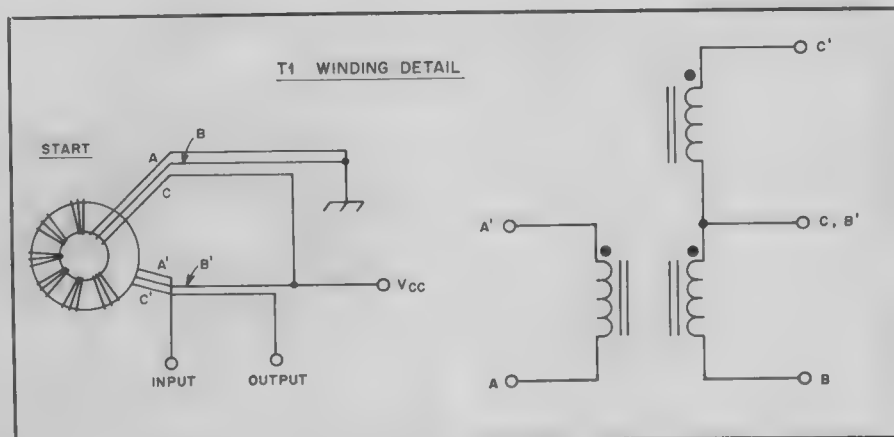 T1 WINDING DETAIL
START
A
B
C
A'
B'
C'
VCC
INPUT
OUTPUT
C'
A'
C, B'
A
B